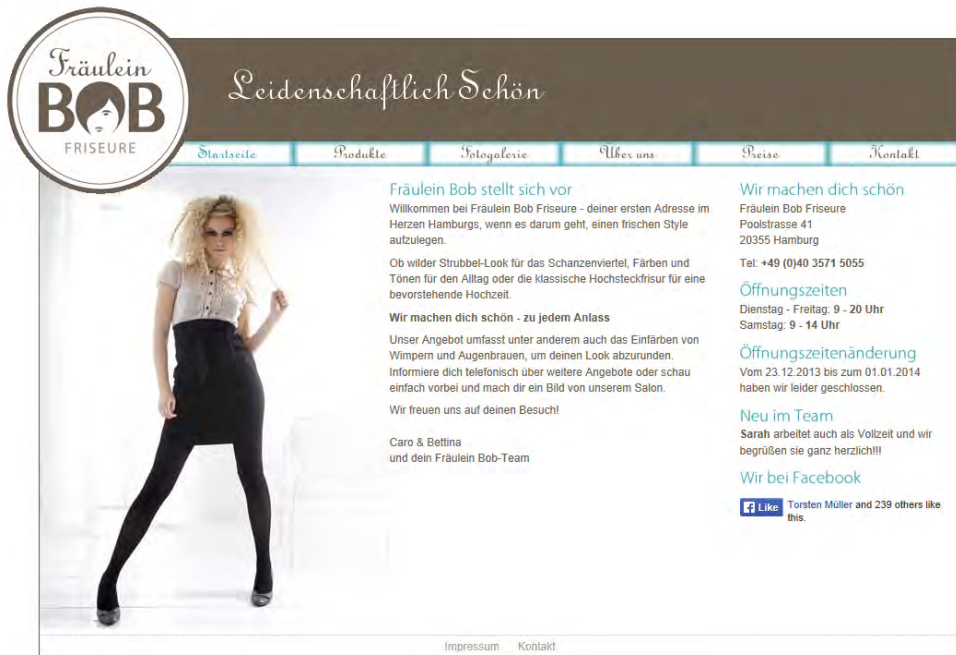 Fräulein
BOB
FRISEURE
Leidenschaftlich Schön
Startseite Produkte Fotogalerie Über uns Preise Kontakt
Fräulein Bob stellt sich vor
Willkommen bei Fräulein Bob Friseure - deiner ersten Adresse im
Herzen Hamburgs, wenn es darum geht, einen frischen Style
aufzulegen.
Ob wilder Strubbel-Look für das Schanzenviertel, Färben und
Tönen für den Alltag oder die klassische Hochsteckfrisur für eine
bevorstehende Hochzeit.
Wir machen dich schön - zu jedem Anlass
Unser Angebot umfasst unter anderem auch das Einfärben von
Wimpern und Augenbrauen, um deinen Look abzurunden.
Informiere dich telefonisch über weitere Angebote oder schau
einfach vorbei und mach dir ein Bild von unserem Salon.
Wir freuen uns auf deinen Besuch!
Caro & Bettina
und dein Fräulein Bob-Team
Wir machen dich schön
Fräulein Bob Friseure
Poolstrasse 41
20355 Hamburg
Tel: +49 (0)40 3571 5055
Öffnungszeiten
Dienstag - Freitag: 9 - 20 Uhr
Samstag: 9 - 14 Uhr
Öffnungszeitenänderung
Vom 23.12.2013 bis zum 01.01.2014
haben wir leider geschlossen.
Neu im Team
Sarah arbeitet auch als Vollzeit und wir
begrüßen sie ganz herzlich!!!
Wir bei Facebook
Like Torsten Müller and 239 others like
this.
Impressum Kontakt